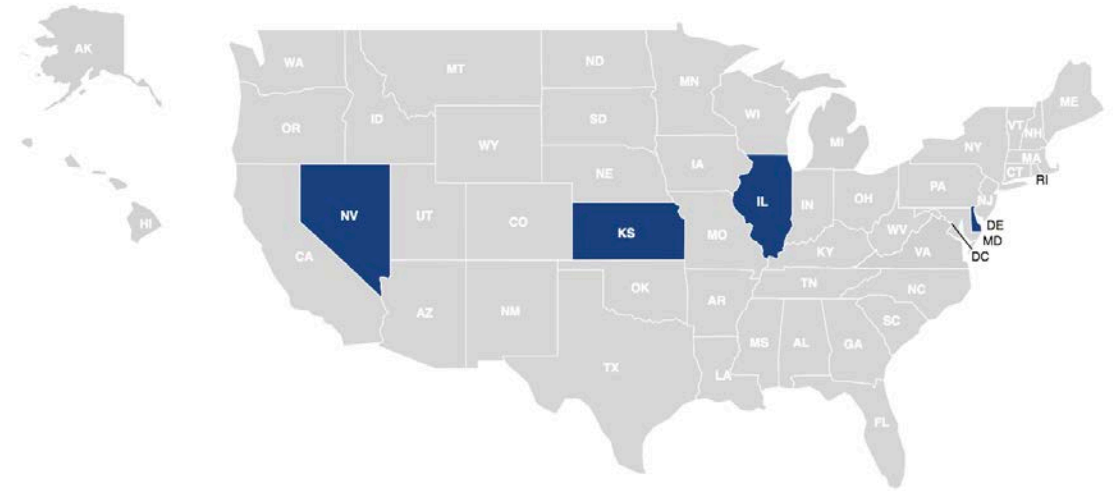 AK
WA
MT
ND
MN
ME
OR
ID
SD
WI
VT
NH
WY
MI
NY
MA
IA
CT
RI
NE
PA
NJ
NV
UT
CO
KS
IL
IN
OH
DE
HI
MO
WV
MD
CA
KY
VA
DC
OK
TN
NC
AZ
NM
AR
SC
MS
AL
GA
TX
LA
FL